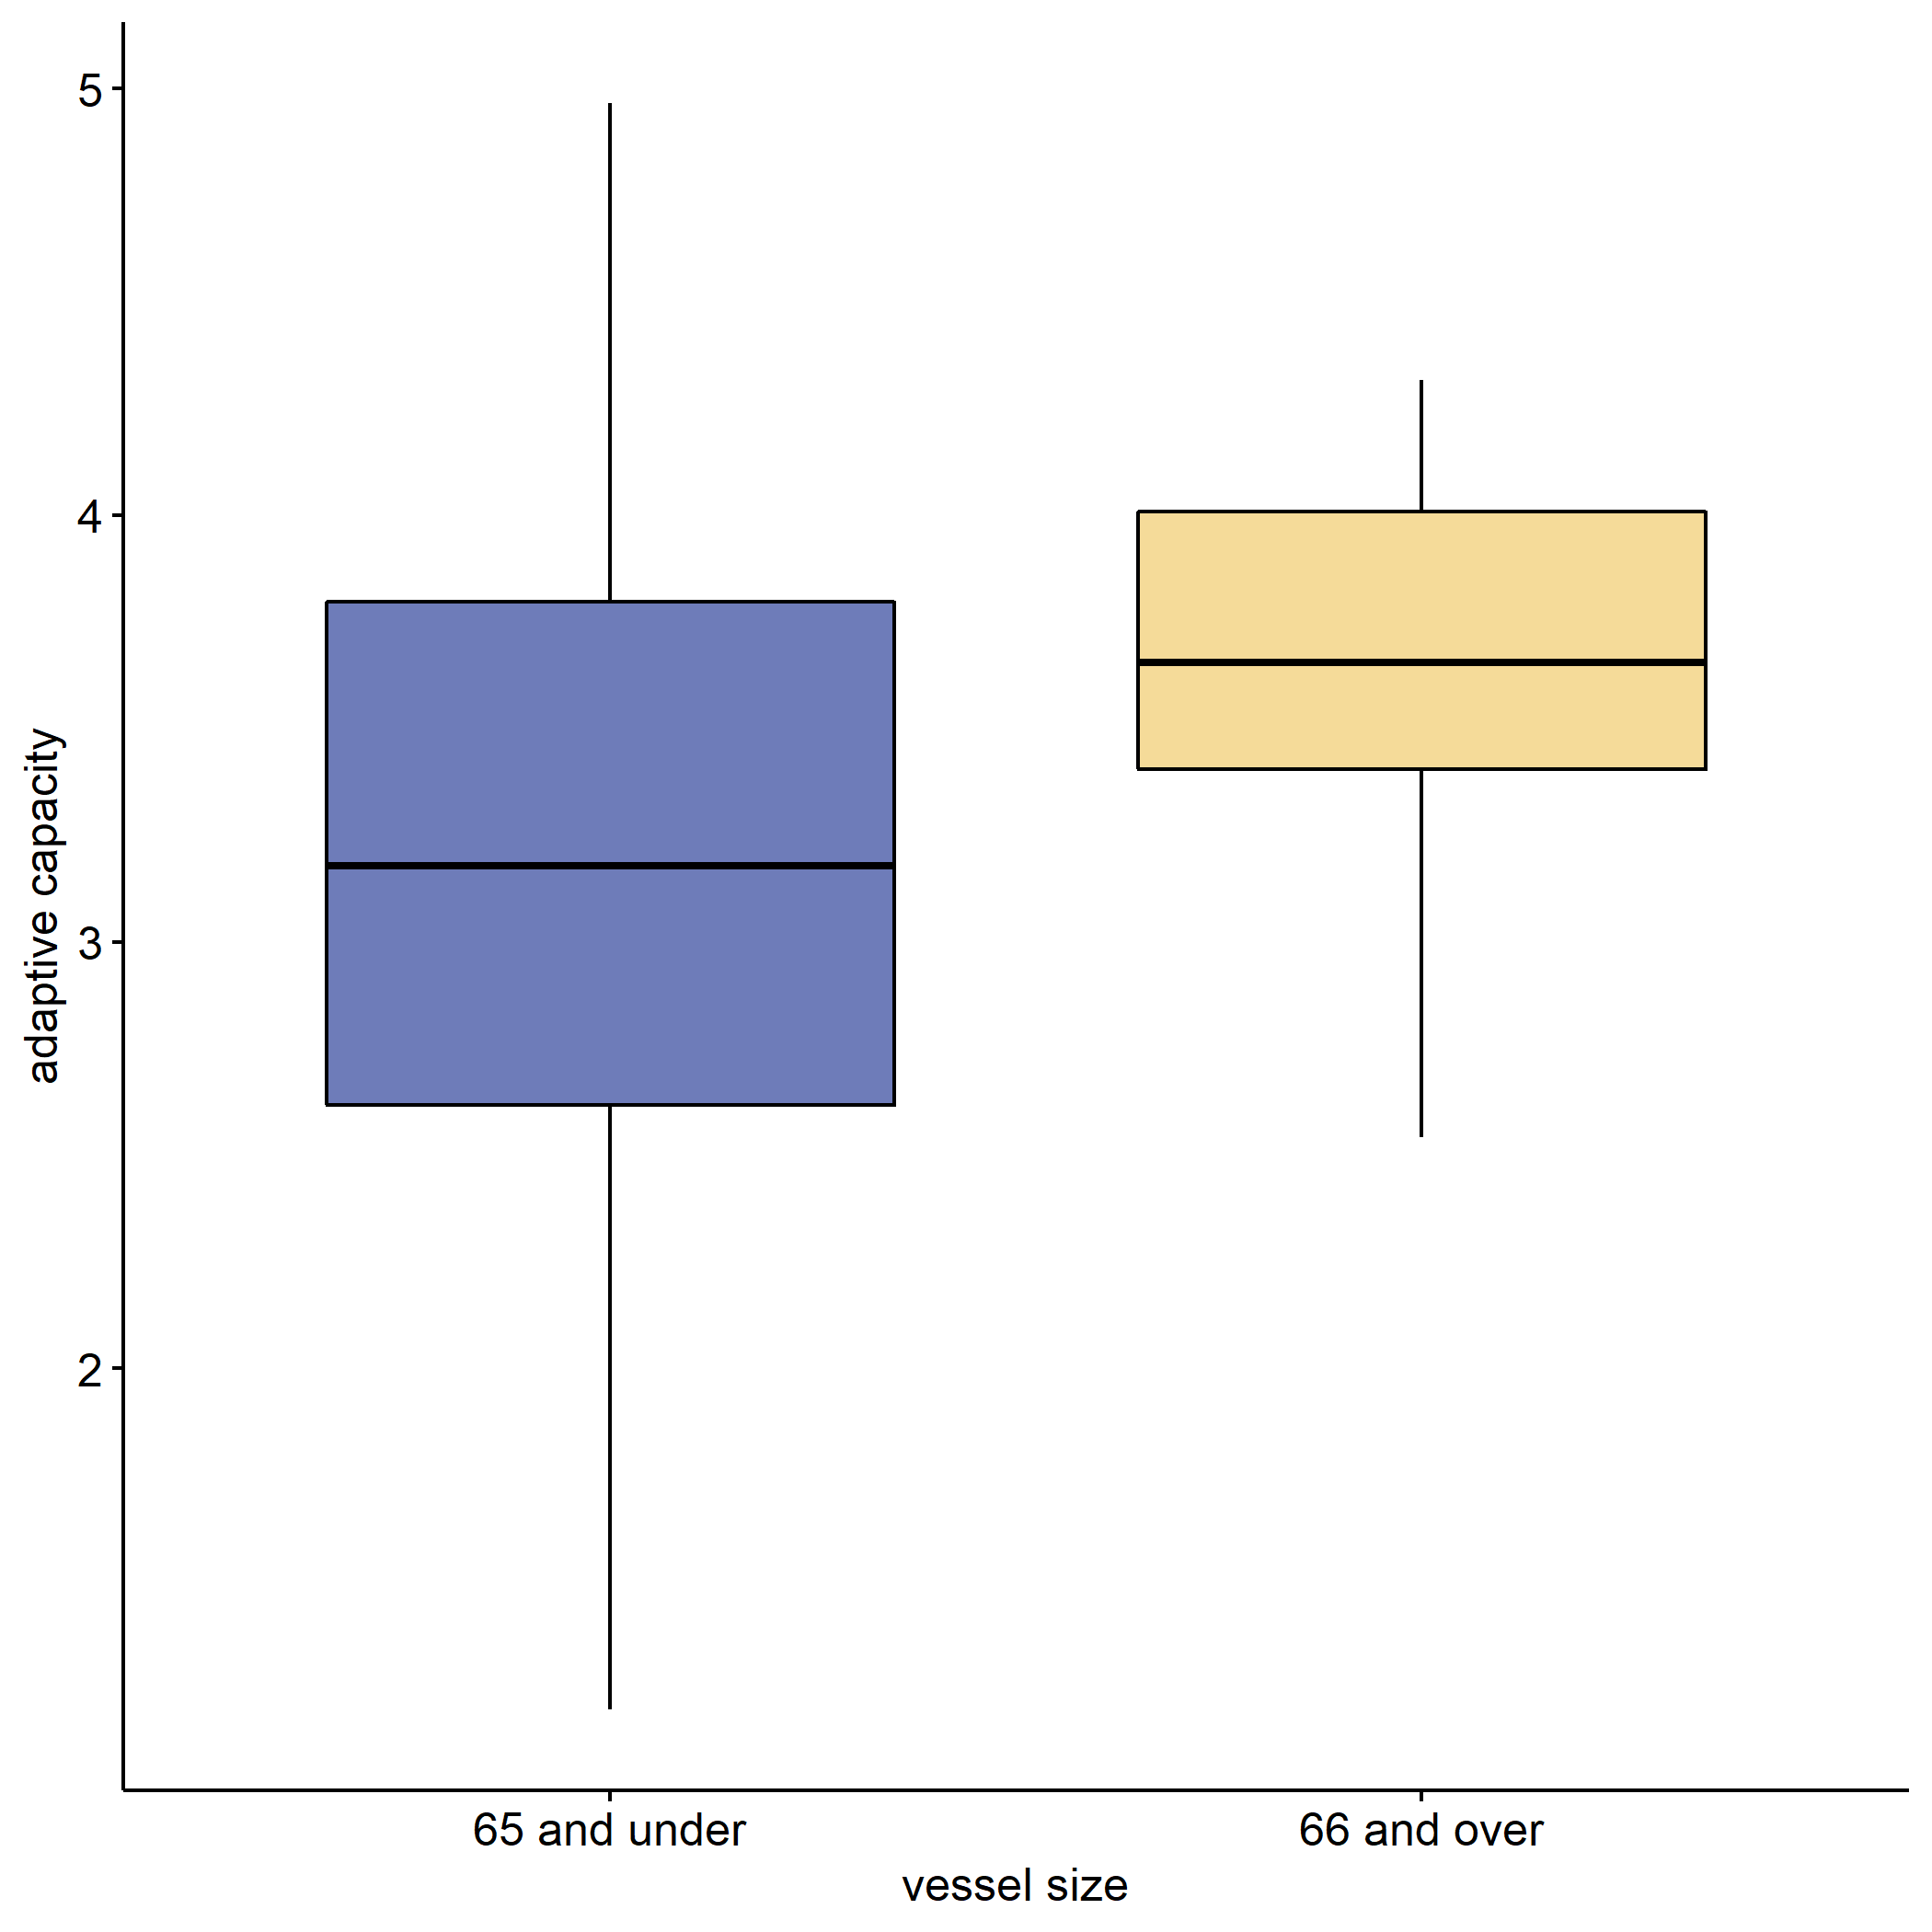 adaptive capacity
5
4
3
2
65 and under
66 and over
vessel size